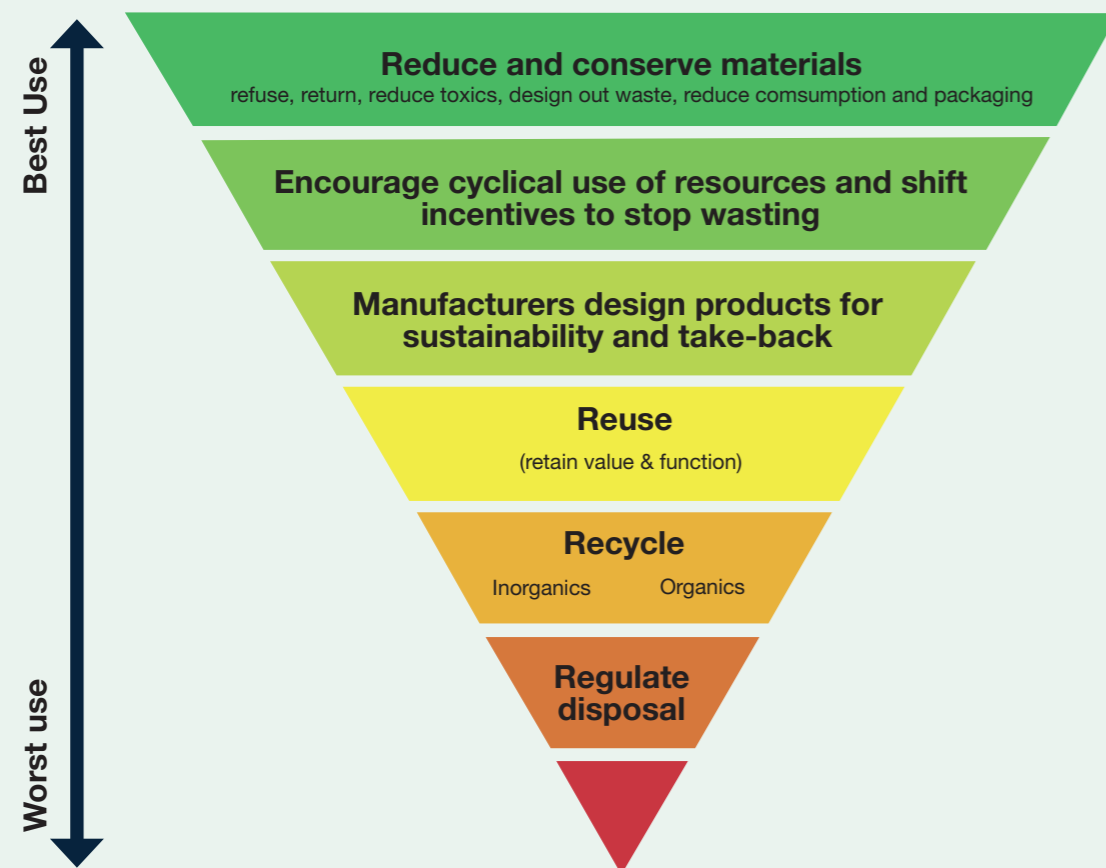 Best Use
Reduce and conserve materials
refuse, return, reduce toxics, design out waste, reduce comsumption and packaging
Encourage cyclical use of resources and shift
incentives to stop wasting
Manufacturers design products for
sustainability and take-back
Reuse
(retain value & function)
Recycle
Inorganics Organics
Regulate
disposal
Worst use